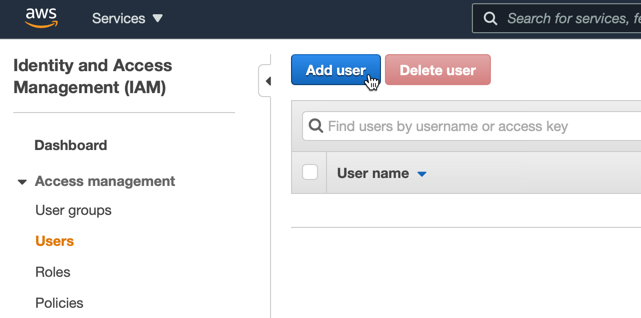 aws
Services
Search for services, fe
Identity and Access
Management (IAM)
Dashboard
Access management
User groups
Users
Roles
Policies
Add user
Delete user
Find users by username or access key
User name